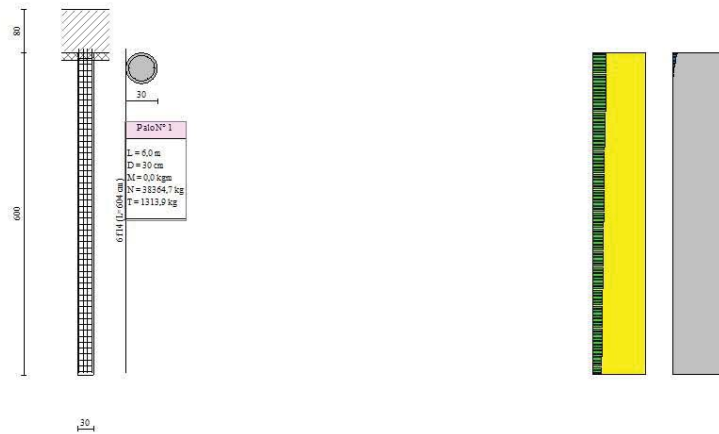 80
30
Palo N° 1
L = 6,0 m
D = 30 cm
M = 0,0 kgm
N = 38364,7 kg
T = 1313,9 kg
6 f14 (L=604 cm)
600
30